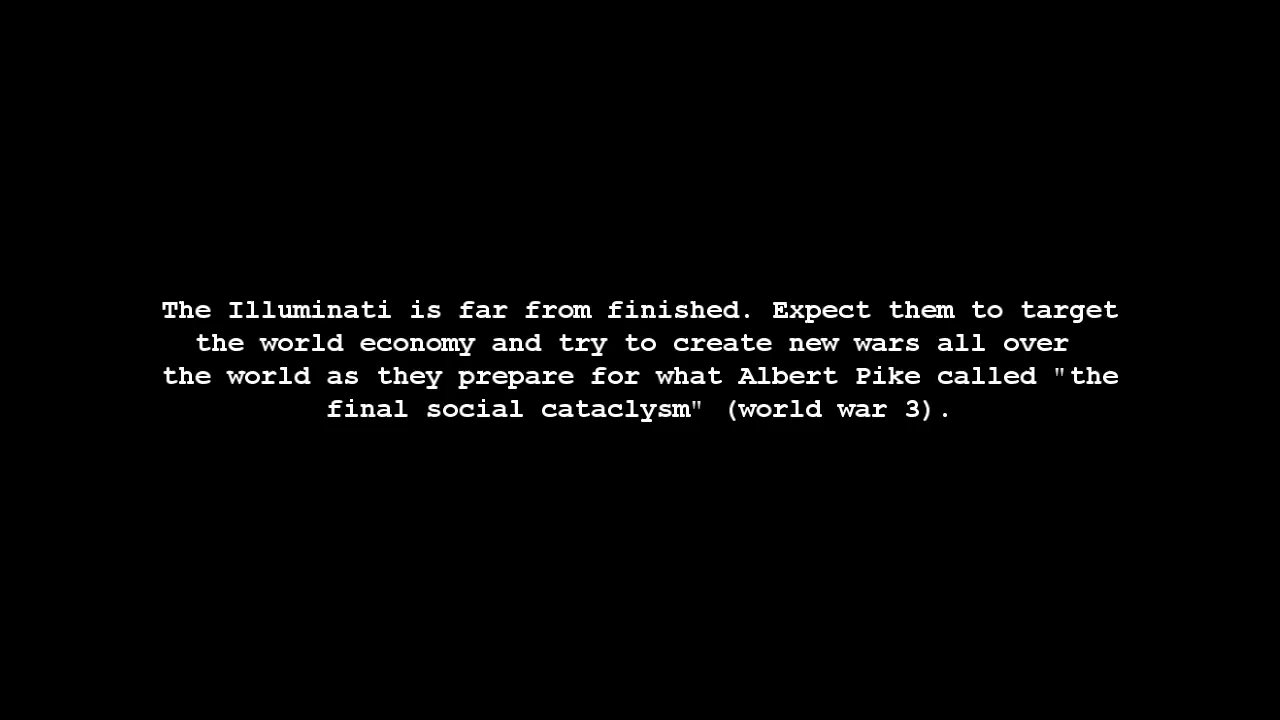 The Illuminati is far from finished. Expect them to target
the world economy and try to create new wars all over
the world as they prepare for what Albert Pike called "the
final social cataclysm" (world war 3).